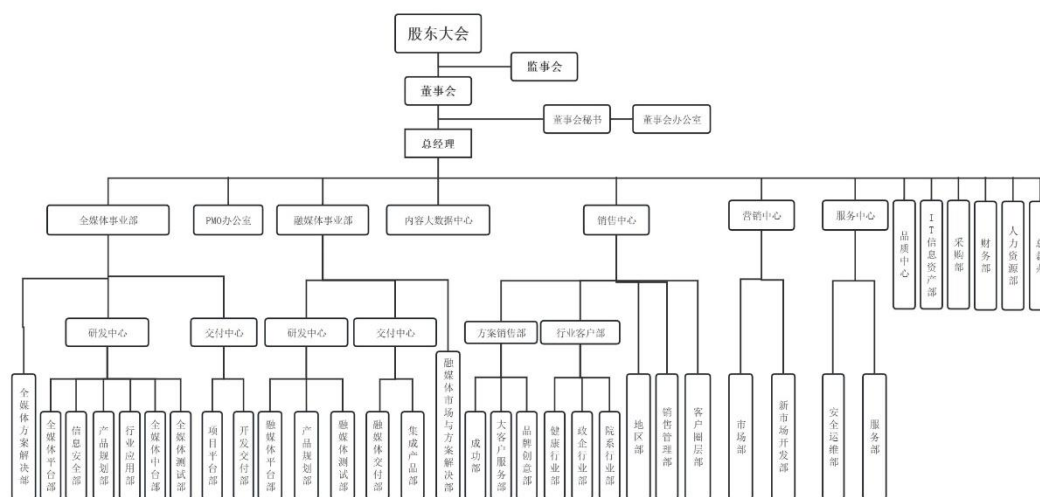 股东大会
监事会
董事会
董事会秘书
董事会办公室
总经理
全媒体事业部
PMO办公室
融媒体事业部
内容大数据中心
销售中心
营销中心
服务中心
品质中心
IT信息资产部
采购部
财务部
人力资源部
研发中心
交付中心
研发中心
交付中心
方案销售部
行业客户部
全媒体方案解决部
全媒体平台部
信息安全部
产品规划部
行业应用部
全媒体中台部
全媒体测试部
项目平台部
开发交付部
融媒体平台部
产品规划部
融媒体测试部
融媒体交付部
集成产品部
融媒体市场与方案解决部
成功部
大客户服务部
品牌创意部
健康行业部
政企行业部
院系行业部
地区部
销售管理部
客户圈层部
市场部
新市场开发部
安全运维部
服务部